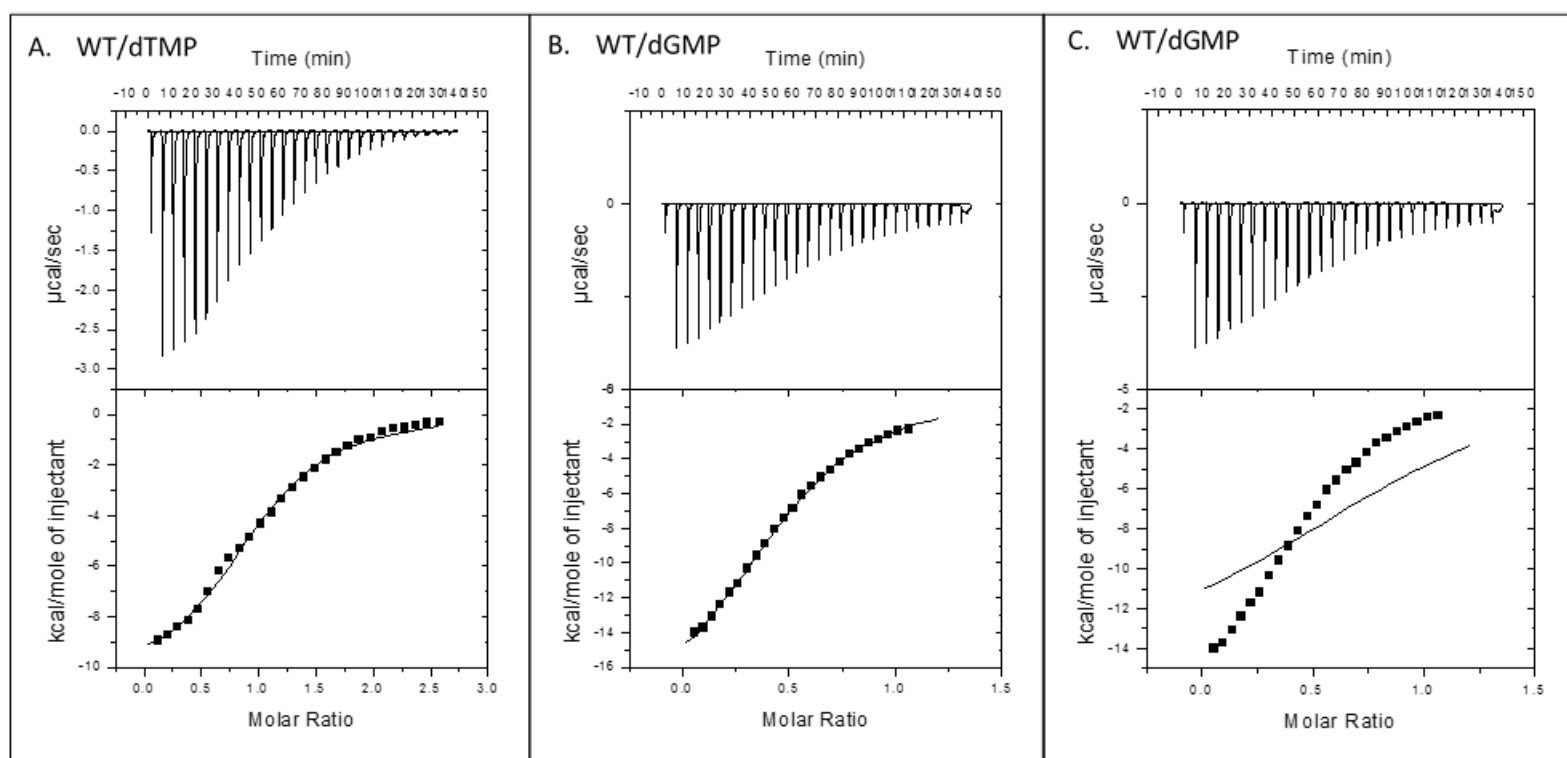 A. WT/dTMP
Time (min)
-10 0 10 20 30 40 50 60 70 80 90 100 110 120 130 140 150
0.0
-0.5
-1.0
-1.5
-2.0
-2.5
-3.0
µcal/sec
0
-2
-4
-6
-8
-10
kcal/mole of injectant
0.0 0.5 1.0 1.5 2.0 2.5 3.0
Molar Ratio
B. WT/dGMP
Time (min)
-10 0 10 20 30 40 50 60 70 80 90 100 110 120 130 140 150
0
µcal/sec
-2
-4
-6
-8
-10
-12
-14
-16
kcal/mole of injectant
0.0 0.5 1.0 1.5
Molar Ratio
C. WT/dGMP
Time (min)
-10 0 10 20 30 40 50 60 70 80 90 100 110 120 130 140 150
0
-5
µcal/sec
-2
-4
-6
-8
-10
-12
-14
kcal/mole of injectant
0.0 0.5 1.0 1.5
Molar Ratio